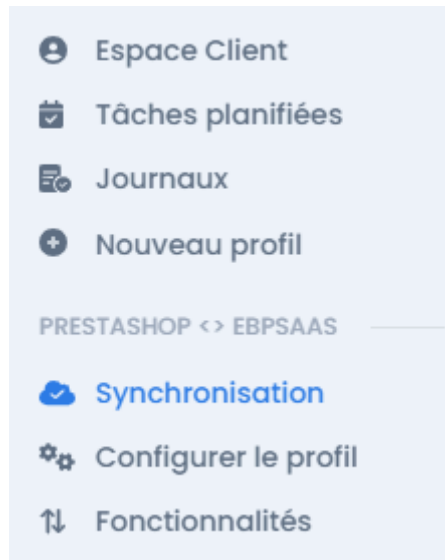 Espace Client
Tâches planifiées
Journaux
Nouveau profil
PRESTASHOP <> EBPSAAS
Synchronisation
Configurer le profil
Fonctionnalités